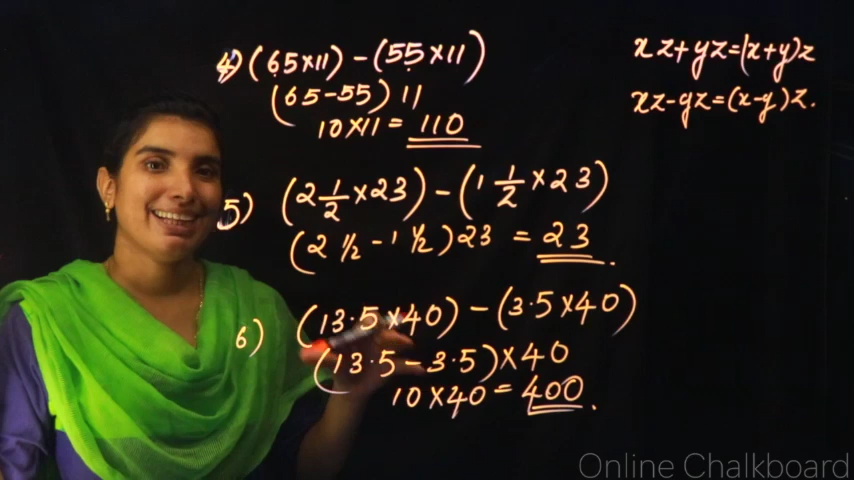 4) (65×11) - (55×11)
(65-55) 11
10×11 = 110
xz+yz=(x+y)z
xz-yz=(x-y)z.
5) (2 1/2 ×23) - (1 1/2 ×23)
(2 1/2 - 1 1/2) 23 = 23.
6) (13.5×40) - (3.5×40)
(13.5-3.5)×40
10×40 = 400.
Online Chalkboard